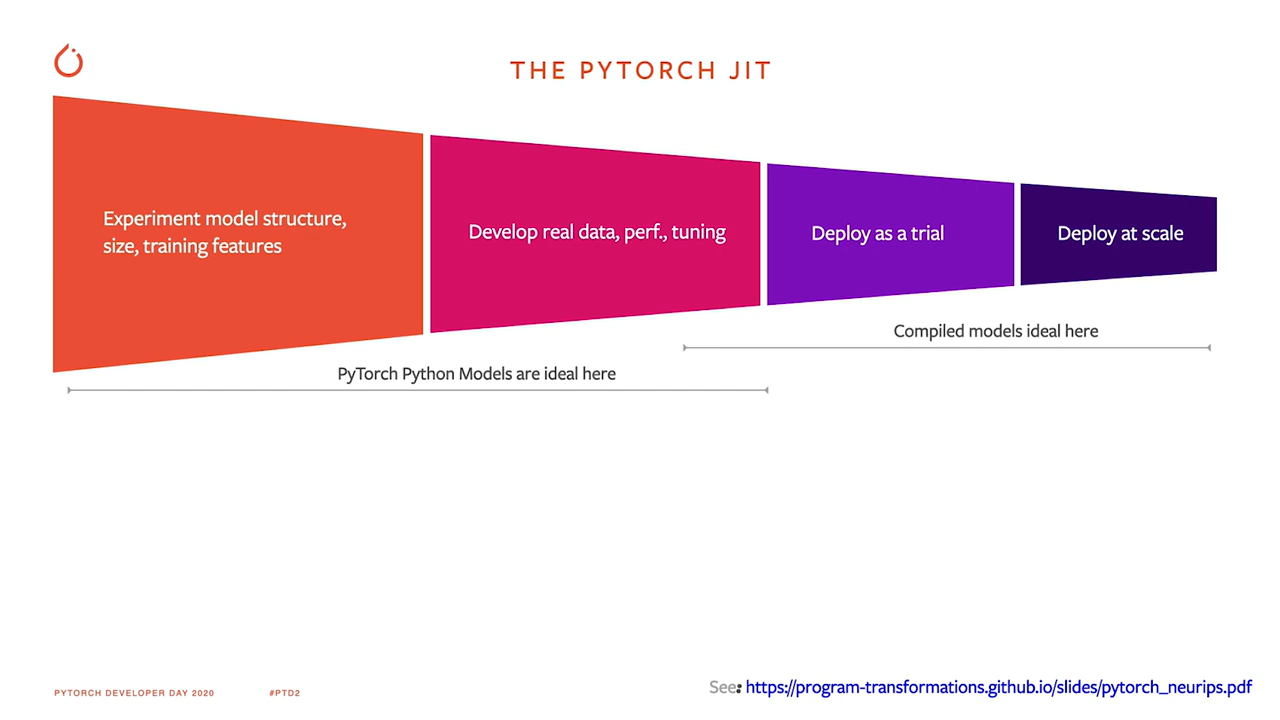 THE PYTORCH JIT
Experiment model structure,
size, training features
Develop real data, perf., tuning
Deploy as a trial
Deploy at scale
Compiled models ideal here
PyTorch Python Models are ideal here
PYTORCH DEVELOPER DAY 2020 #PTD2
See: https://program-transformations.github.io/slides/pytorch_neurips.pdf